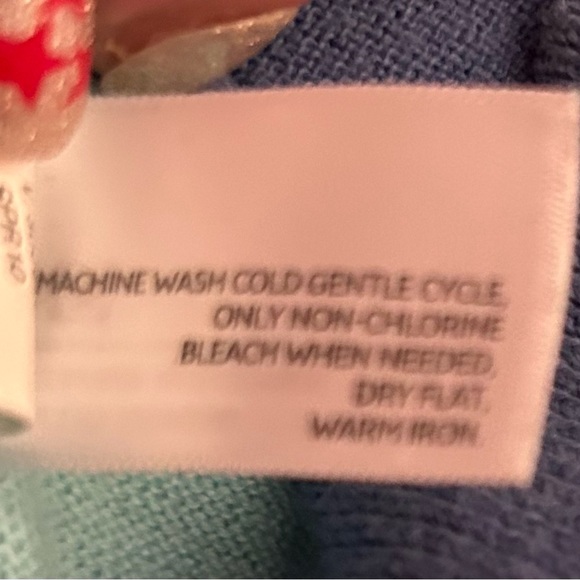 MACHINE WASH COLD GENTLE CYCLE.
ONLY NON-CHLORINE
BLEACH WHEN NEEDED.
DRY FLAT.
WARM IRON.